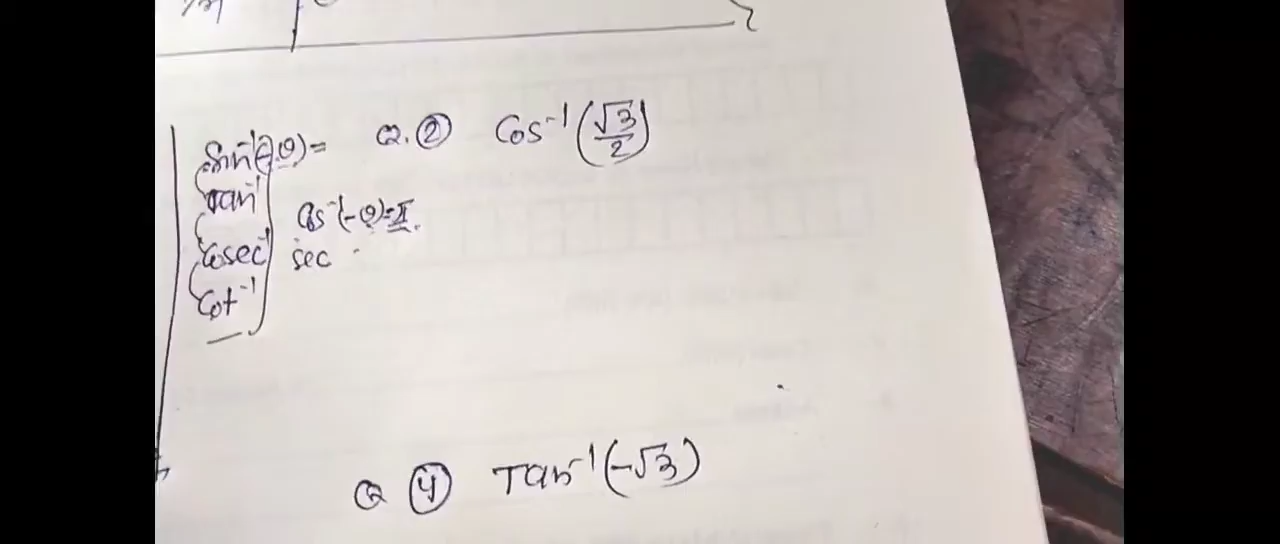 Q. ② Cos⁻¹(√3/2)
Sin⁻¹(-θ)=
Tan⁻¹
Cos⁻¹(-θ)=π
Cosec⁻¹ sec
Cot⁻¹
Q ④ Tan⁻¹(-√3)